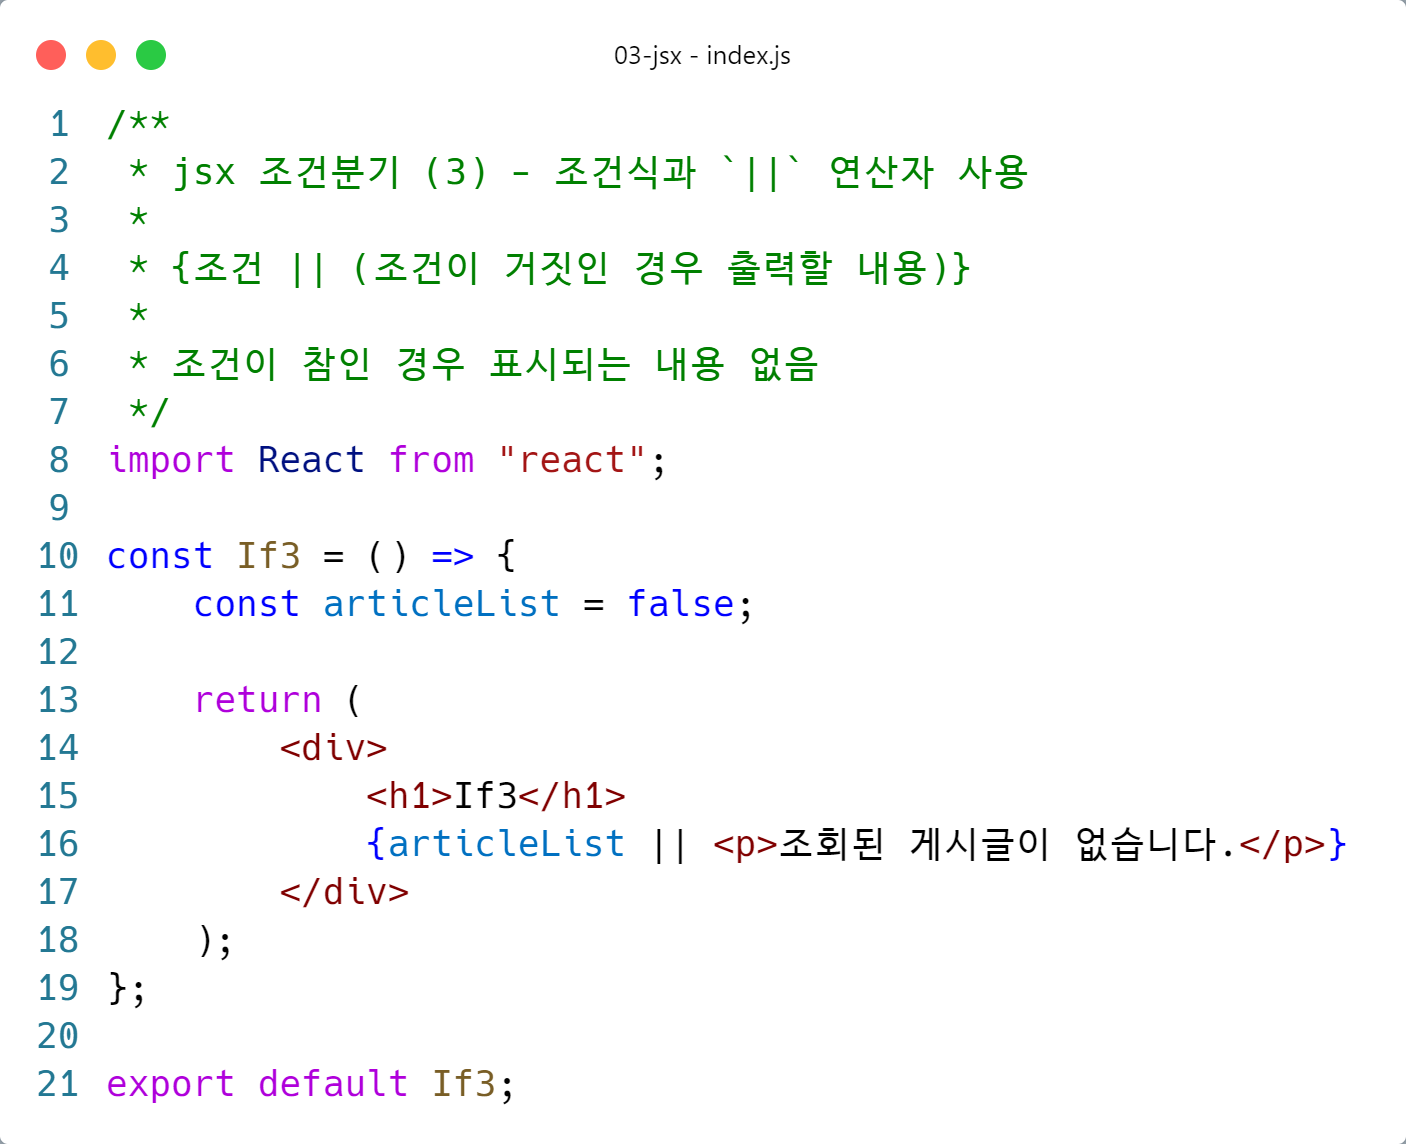 03-jsx - index.js
1 /**
2  * jsx 조건분기 (3) - 조건식과 `||` 연산자 사용
3  *
4  * {조건 || (조건이 거짓인 경우 출력할 내용)}
5  *
6  * 조건이 참인 경우 표시되는 내용 없음
7  */
8 import React from "react";
9
10 const If3 = () => {
11     const articleList = false;
12
13     return (
14         <div>
15             <h1>If3</h1>
16             {articleList || <p>조회된 게시글이 없습니다.</p>}
17         </div>
18     );
19 };
20
21 export default If3;